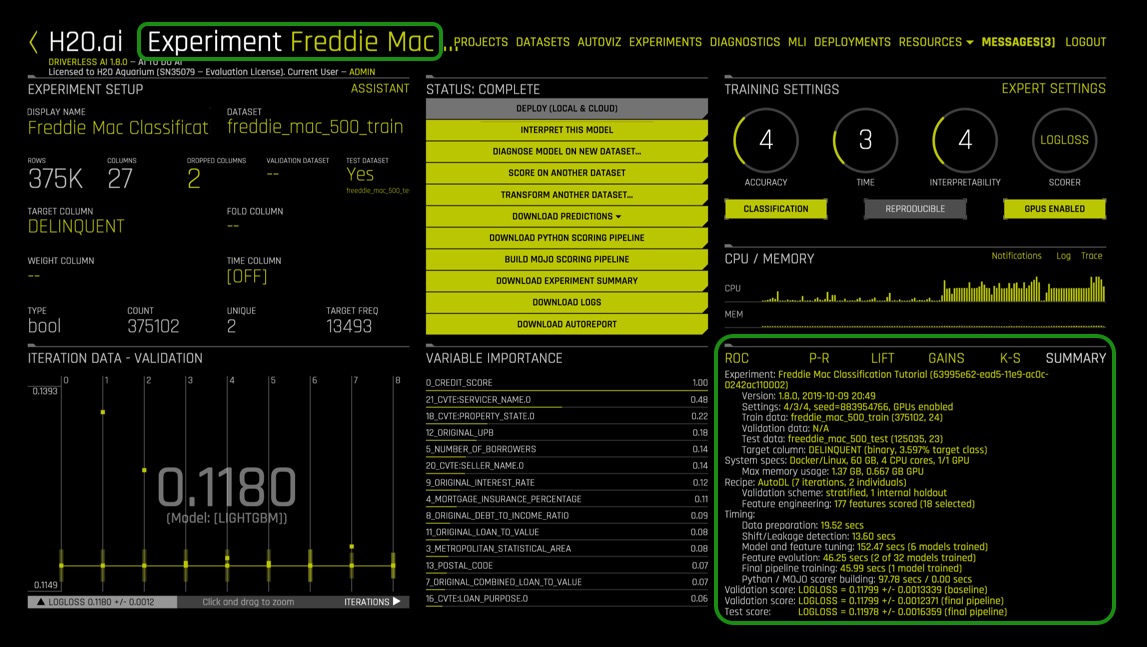 H2O.ai Experiment Freddie Mac ...
PROJECTS DATASETS AUTOVIZ EXPERIMENTS DIAGNOSTICS MLI DEPLOYMENTS RESOURCES MESSAGES[3] LOGOUT
DRIVERLESS AI 1.8.0 – AI TO DO AI
Licensed to H2O Aquarium (SN35079 – Evaluation License). Current User – ADMIN
EXPERIMENT SETUP ASSISTANT
DISPLAY NAME DATASET
Freddie Mac Classificat freddie_mac_500_train
ROWS COLUMNS DROPPED COLUMNS VALIDATION DATASET TEST DATASET
375K 27 2 -- Yes
freeddie_mac_500_te
TARGET COLUMN FOLD COLUMN
DELINQUENT --
WEIGHT COLUMN TIME COLUMN
-- [OFF]
TYPE COUNT UNIQUE TARGET FREQ
bool 375102 2 13493
STATUS: COMPLETE
DEPLOY (LOCAL & CLOUD)
INTERPRET THIS MODEL
DIAGNOSE MODEL ON NEW DATASET...
SCORE ON ANOTHER DATASET
TRANSFORM ANOTHER DATASET...
DOWNLOAD PREDICTIONS
DOWNLOAD PYTHON SCORING PIPELINE
BUILD MOJO SCORING PIPELINE
DOWNLOAD EXPERIMENT SUMMARY
DOWNLOAD LOGS
DOWNLOAD AUTOREPORT
TRAINING SETTINGS EXPERT SETTINGS
4 3 4 LOGLOSS
ACCURACY TIME INTERPRETABILITY SCORER
CLASSIFICATION REPRODUCIBLE GPUS ENABLED
CPU / MEMORY Notifications Log Trace
CPU
MEM
ITERATION DATA - VALIDATION
0 1 2 3 4 5 6 7 8
0.1393
0.1180
(Model: [LIGHTGBM])
0.1149
LOGLOSS 0.1180 +/- 0.0012 Click and drag to zoom ITERATIONS
VARIABLE IMPORTANCE
0_CREDIT_SCORE 1.00
21_CVTE:SERVICER_NAME.0 0.48
18_CVTE:PROPERTY_STATE.0 0.22
12_ORIGINAL_UPB 0.18
5_NUMBER_OF_BORROWERS 0.14
20_CVTE:SELLER_NAME.0 0.14
9_ORIGINAL_INTEREST_RATE 0.12
4_MORTGAGE_INSURANCE_PERCENTAGE 0.11
8_ORIGINAL_DEBT_TO_INCOME_RATIO 0.09
11_ORIGINAL_LOAN_TO_VALUE 0.08
3_METROPOLITAN_STATISTICAL_AREA 0.08
13_POSTAL_CODE 0.07
7_ORIGINAL_COMBINED_LOAN_TO_VALUE 0.07
16_CVTE:LOAN_PURPOSE.0 0.06
ROC P-R LIFT GAINS K-S SUMMARY
Experiment: Freddie Mac Classification Tutorial (63995e62-ead5-11e9-ac0c-
0242ac110002)
Version: 1.8.0, 2019-10-09 20:49
Settings: 4/3/4, seed=883954766, GPUs enabled
Train data: freddie_mac_500_train (375102, 24)
Validation data: N/A
Test data: freeddie_mac_500_test (125035, 23)
Target column: DELINQUENT (binary, 3.597% target class)
System specs: Docker/Linux, 60 GB, 4 CPU cores, 1/1 GPU
Max memory usage: 1.37 GB, 0.667 GB GPU
Recipe: AutoDL (7 iterations, 2 individuals)
Validation scheme: stratified, 1 internal holdout
Feature engineering: 177 features scored (18 selected)
Timing:
Data preparation: 19.52 secs
Shift/Leakage detection: 13.60 secs
Model and feature tuning: 152.47 secs (6 models trained)
Feature evolution: 46.25 secs (2 of 32 models trained)
Final pipeline training: 45.99 secs (1 model trained)
Python / MOJO scorer building: 97.78 secs / 0.00 secs
Validation score: LOGLOSS = 0.11799 +/- 0.0013339 (baseline)
Validation score: LOGLOSS = 0.11799 +/- 0.0012371 (final pipeline)
Test score: LOGLOSS = 0.11978 +/- 0.0016359 (final pipeline)